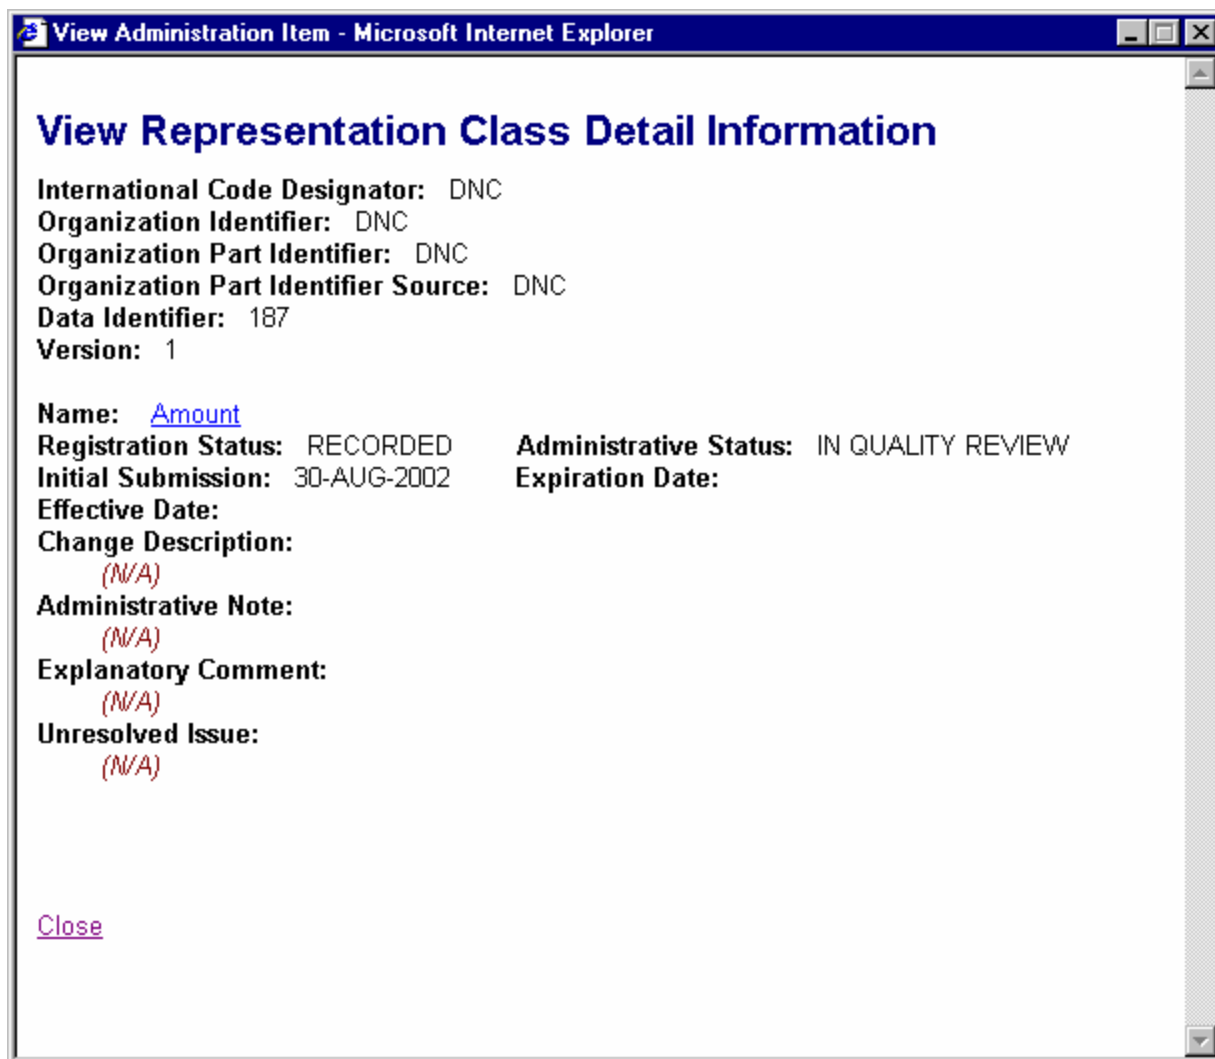 View Administration Item - Microsoft Internet Explorer
View Representation Class Detail Information
International Code Designator: DNC
Organization Identifier: DNC
Organization Part Identifier: DNC
Organization Part Identifier Source: DNC
Data Identifier: 187
Version: 1
Name: Amount
Registration Status: RECORDED Administrative Status: IN QUALITY REVIEW
Initial Submission: 30-AUG-2002 Expiration Date:
Effective Date:
Change Description:
(N/A)
Administrative Note:
(N/A)
Explanatory Comment:
(N/A)
Unresolved Issue:
(N/A)
Close